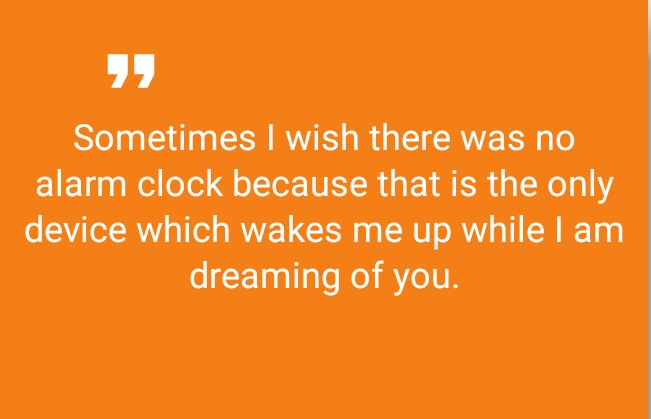 ”
Sometimes I wish there was no
alarm clock because that is the only
device which wakes me up while I am
dreaming of you.